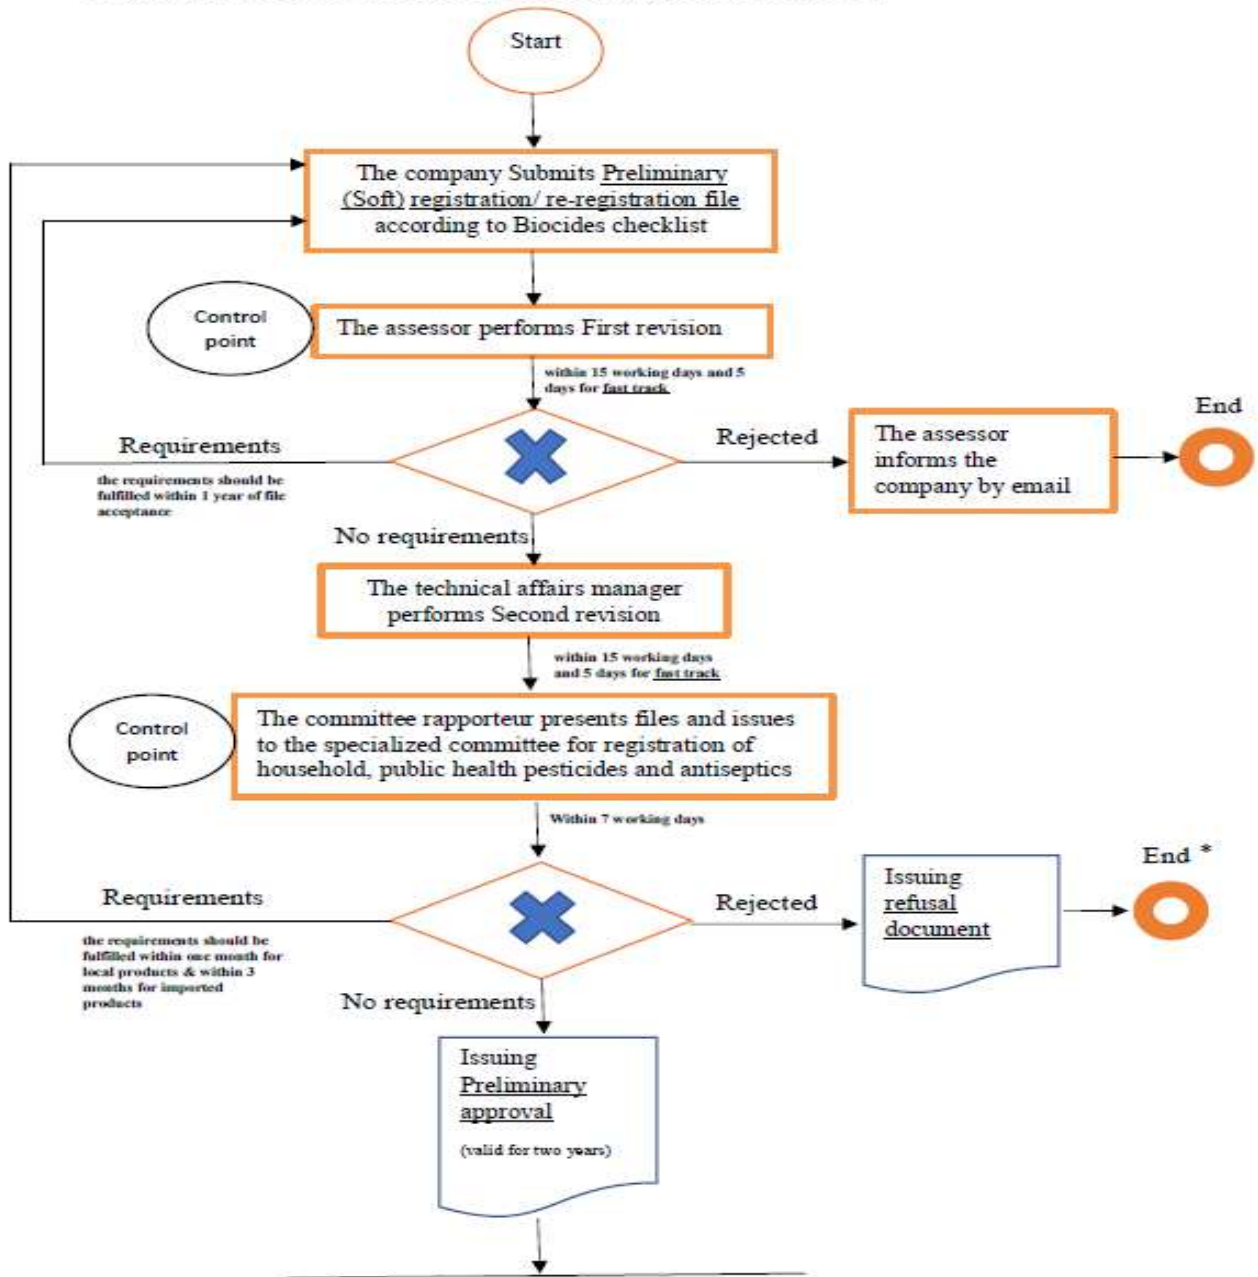 Start
The company Submits Preliminary
(Soft) registration/ re-registration file
according to Biocides checklist
Control
point
The assessor performs First revision
within 15 working days and 5
days for fast track
Requirements
the requirements should be
fulfilled within 1 year of file
acceptance
Rejected
The assessor
informs the
company by email
End
No requirements
The technical affairs manager
performs Second revision
within 15 working days
and 5 days for fast track
Control
point
The committee rapporteur presents files and issues
to the specialized committee for registration of
household, public health pesticides and antiseptics
Within 7 working days
Requirements
the requirements should be
fulfilled within one month for
local products & within 3
months for imported
products
Rejected
Issuing
refusal
document
End *
No requirements
Issuing
Preliminary
approval
(valid for two years)